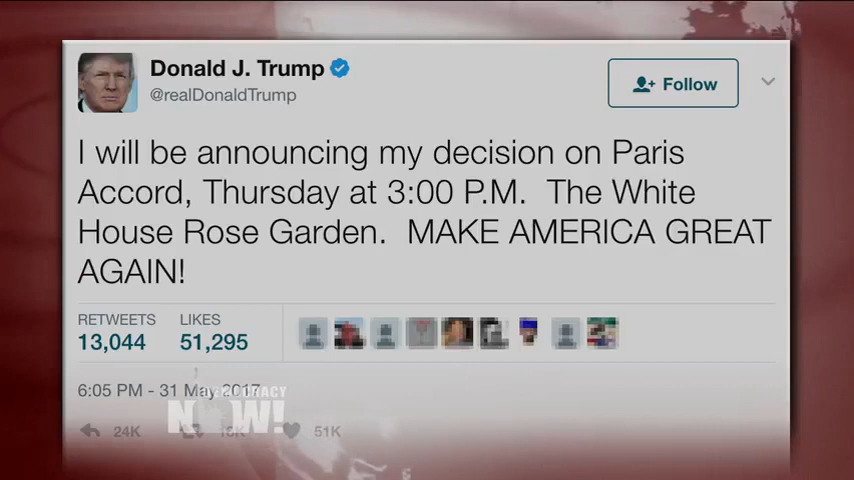 Donald J. Trump
@realDonaldTrump
Follow
I will be announcing my decision on Paris
Accord, Thursday at 3:00 P.M. The White
House Rose Garden. MAKE AMERICA GREAT
AGAIN!
RETWEETS LIKES
13,044 51,295
6:05 PM - 31 May 2017
DEMOCRACY
NOW!
24K 51K